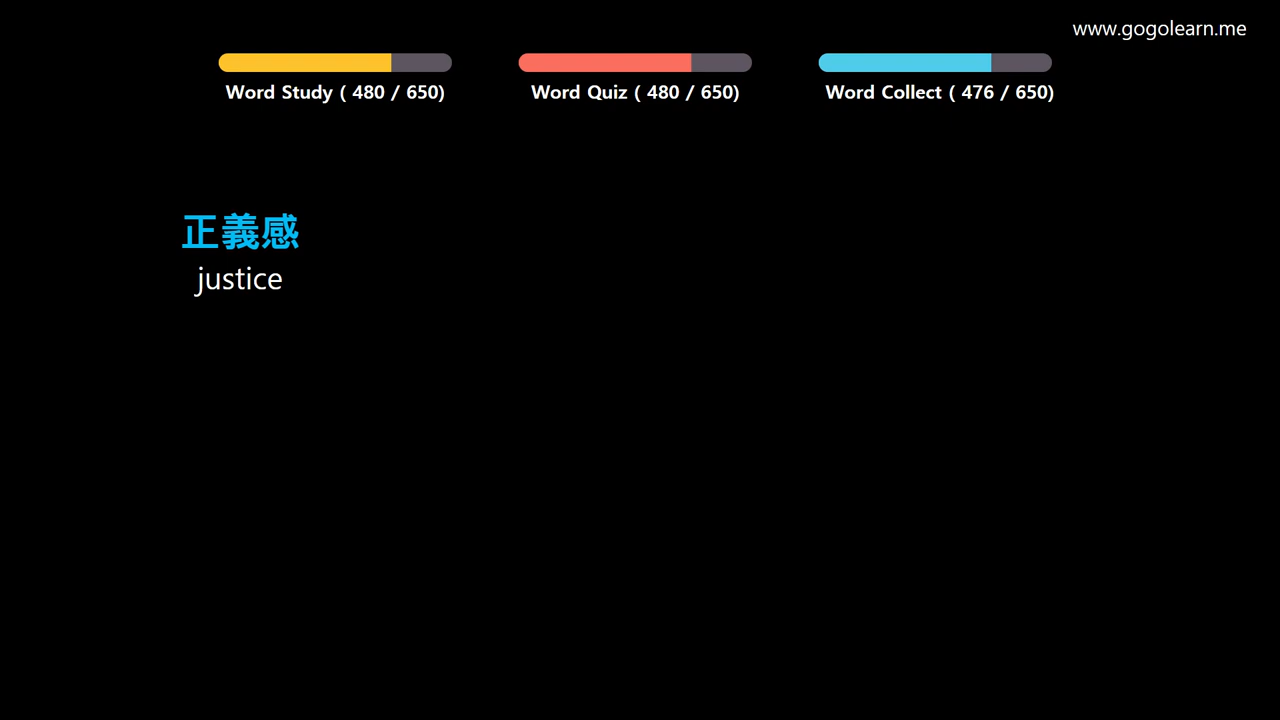 www.gogolearn.me
Word Study ( 480 / 650)
Word Quiz ( 480 / 650)
Word Collect ( 476 / 650)
正義感
justice